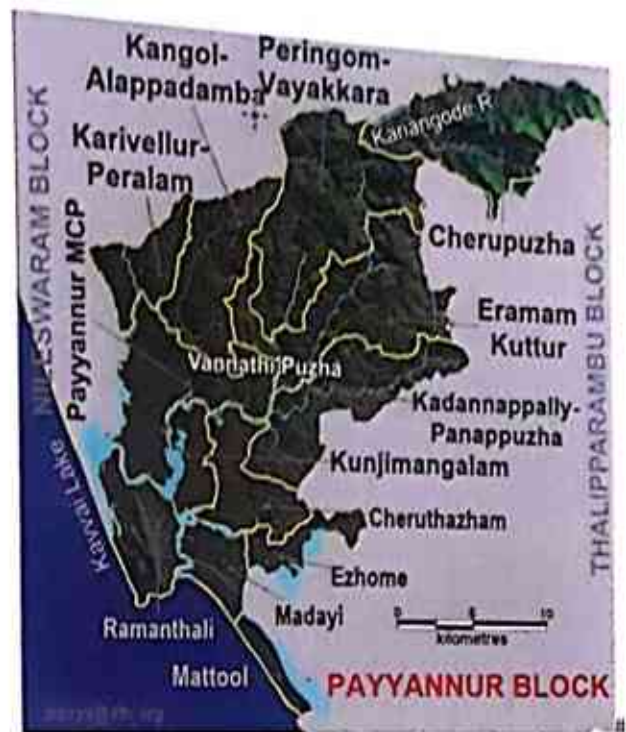 Kangol-
Alappadamba
Peringom-
Vayakkara
Karivellur-
Peralam
Kariangode R
NILESWARAM BLOCK
Payyannur MCP
Cherupuzha
THALIPPARAMBU BLOCK
Eramam
Kuttur
Vannathi Puzha
Kadannappally-
Panappuzha
Kunjimangalam
Kavvai Lake
Cheruthazham
Ezhome
Madayi
Ramanthali
Mattool
0 5 10
kilometres
PAYYANNUR BLOCK